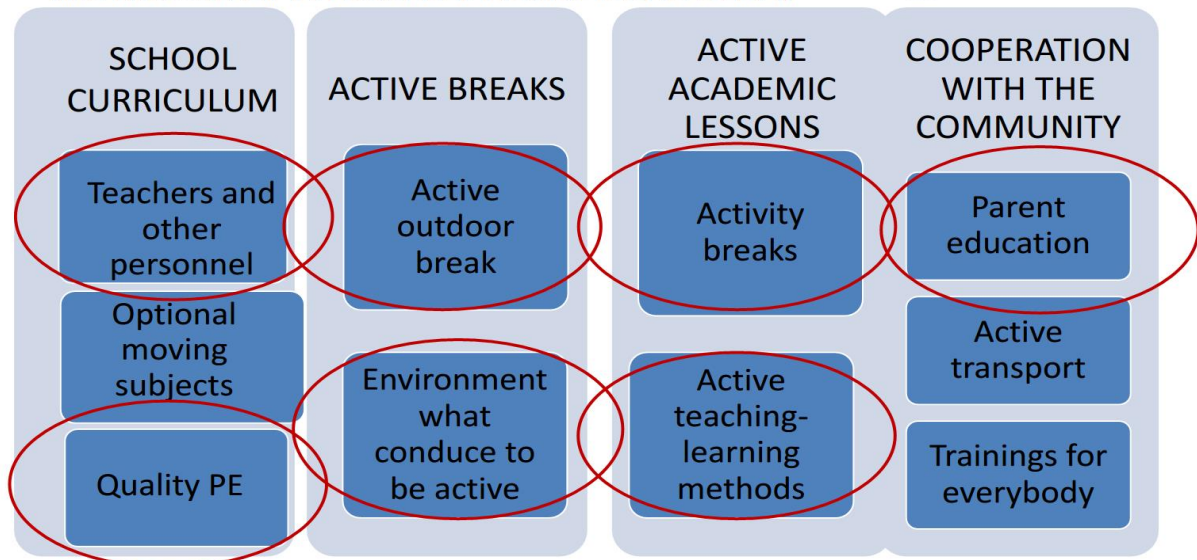 SCHOOL
CURRICULUM
Teachers and
other
personnel
Optional
moving
subjects
Quality PE
ACTIVE BREAKS
Active
outdoor
break
Environment
what
conduce to
be active
ACTIVE
ACADEMIC
LESSONS
Activity
breaks
Active
teaching-
learning
methods
COOPERATION
WITH THE
COMMUNITY
Parent
education
Active
transport
Trainings for
everybody